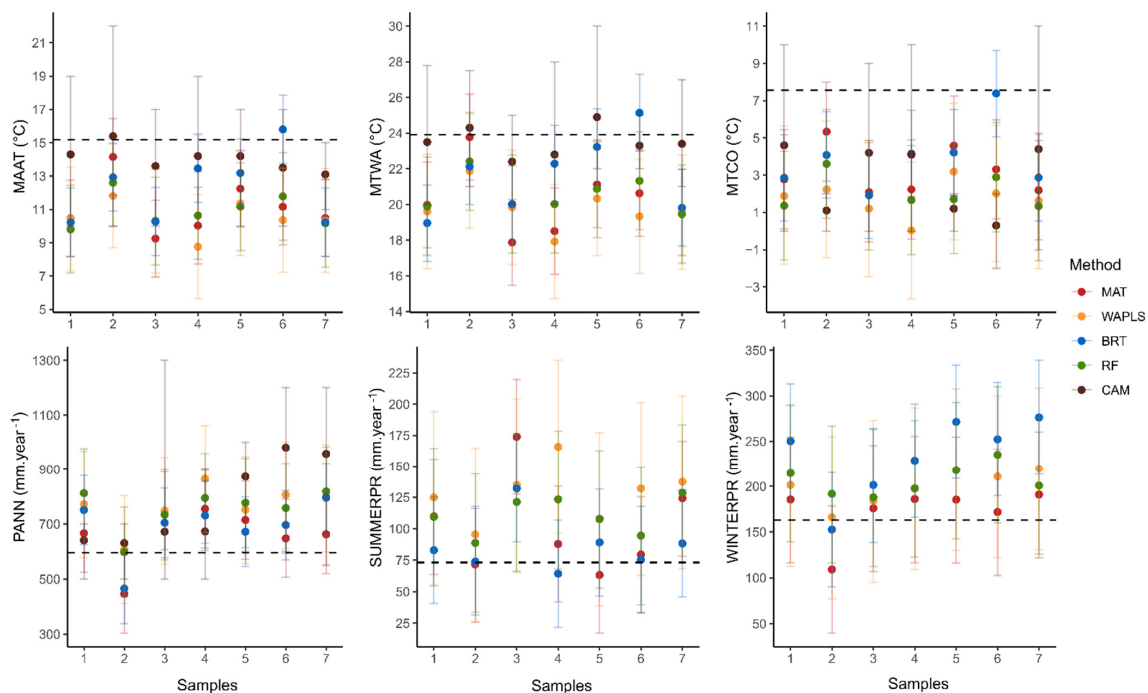 MAAT (°C)
21
19
17
15
13
11
9
7
5
1 2 3 4 5 6 7
MTWA (°C)
30
28
26
24
22
20
18
16
14
1 2 3 4 5 6 7
MTCO (°C)
11
9
7
5
3
1
−1
−3
1 2 3 4 5 6 7
Method
MAT
WAPLS
BRT
RF
CAM
PANN (mm.year⁻¹)
1300
1100
900
700
500
300
1 2 3 4 5 6 7
Samples
SUMMERPR (mm.year⁻¹)
225
200
175
150
125
100
75
50
25
1 2 3 4 5 6 7
Samples
WINTERPR (mm.year⁻¹)
350
300
250
200
150
100
50
1 2 3 4 5 6 7
Samples